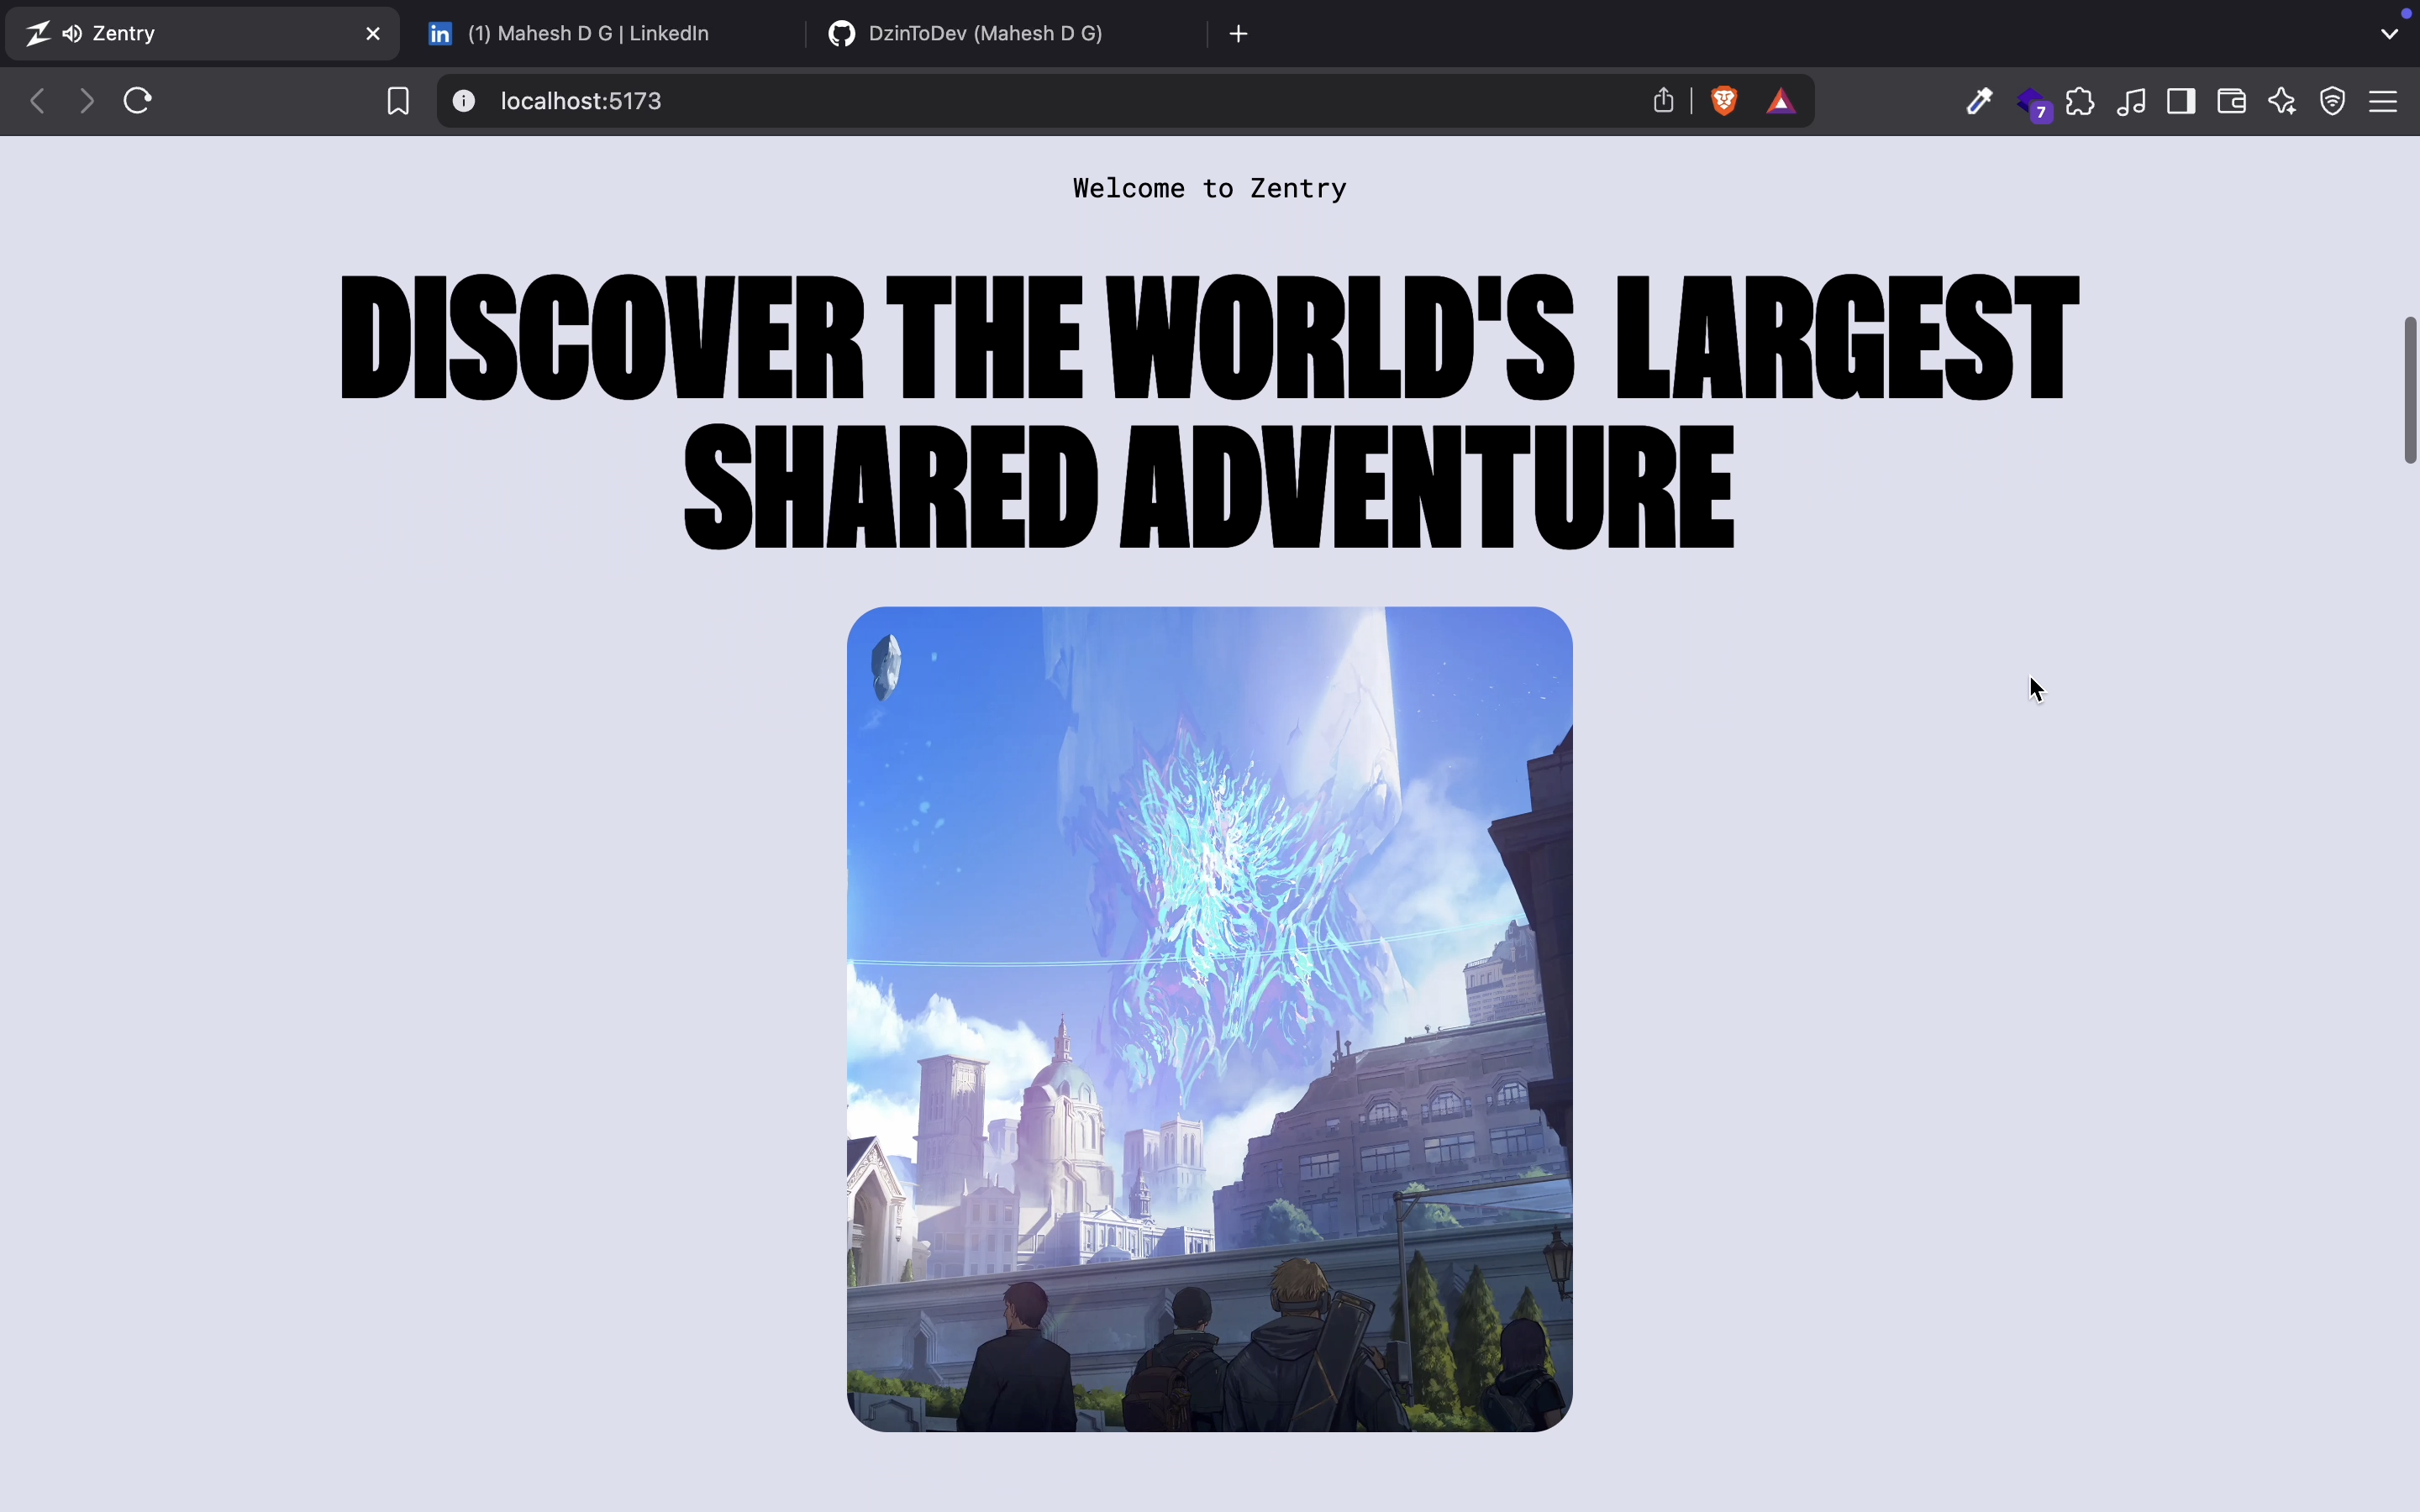 Zentry
(1) Mahesh D G | LinkedIn
DzinToDev (Mahesh D G)
localhost:5173
7
Welcome to Zentry
DISCOVER THE WORLD'S LARGEST
SHARED ADVENTURE